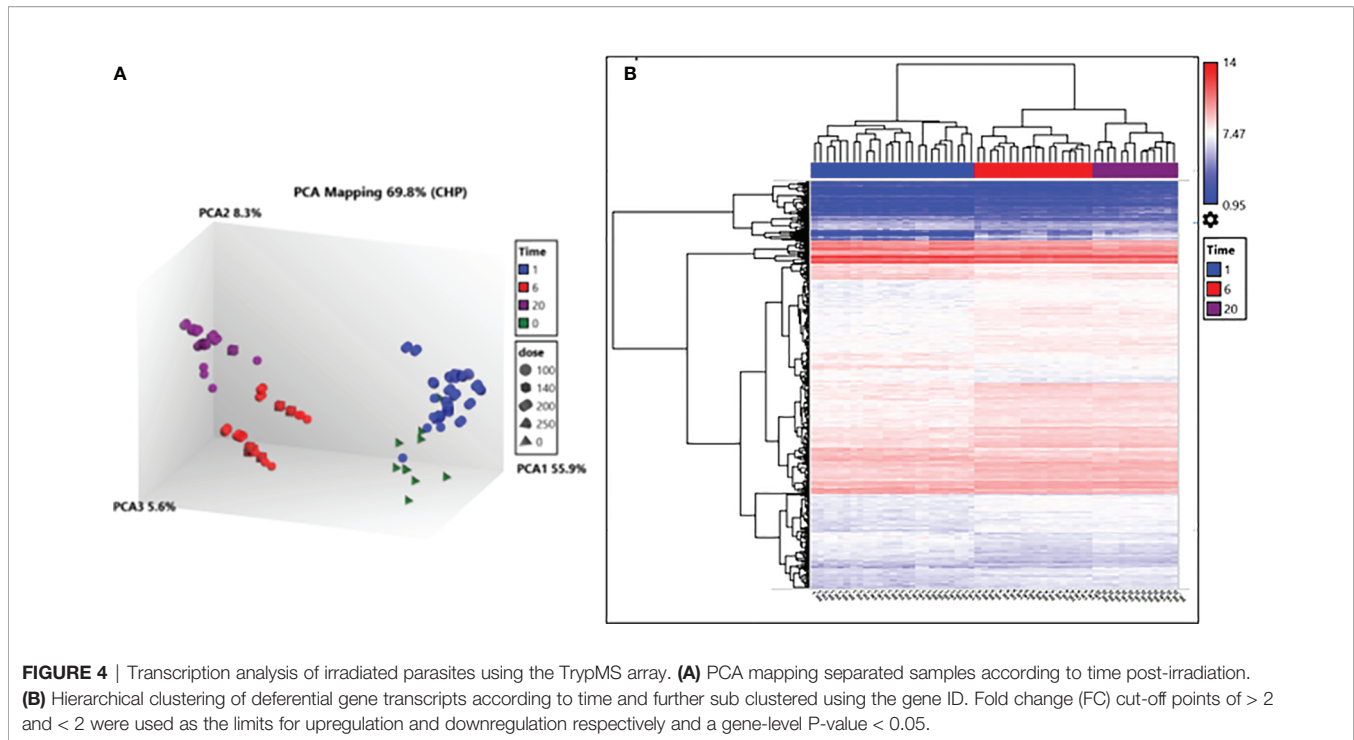 A
PCA Mapping 69.8% (CHP)
PCA2 8.3%
PCA1 55.9%
PCA3 5.6%
Time
1
6
20
0
dose
100
140
200
250
0
B
14
7.47
0.95
Time
1
6
20
FIGURE 4 | Transcription analysis of irradiated parasites using the TrypMS array. (A) PCA mapping separated samples according to time post-irradiation.
(B) Hierarchical clustering of deferential gene transcripts according to time and further sub clustered using the gene ID. Fold change (FC) cut-off points of > 2
and < 2 were used as the limits for upregulation and downregulation respectively and a gene-level P-value < 0.05.